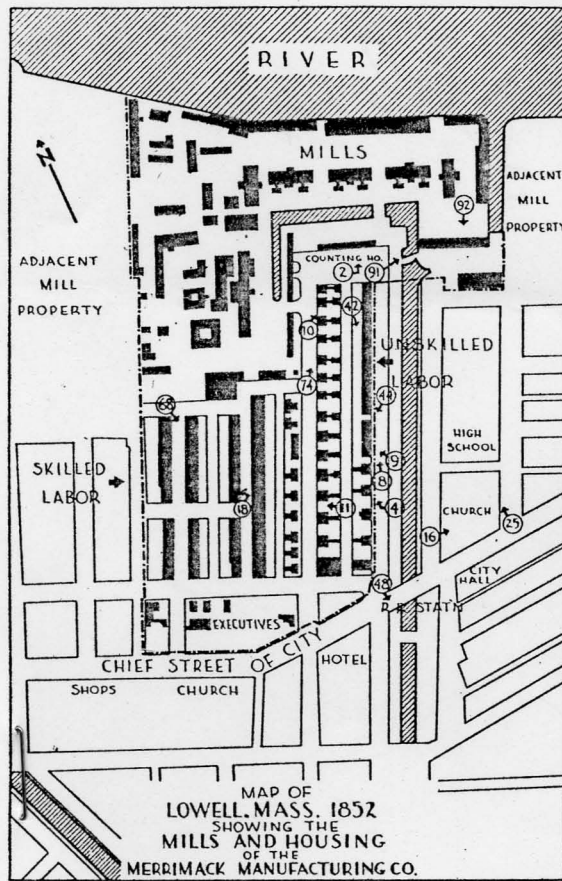 RIVER
N
MILLS
ADJACENT
MILL
PROPERTY
92
ADJACENT
MILL
PROPERTY
COUNTING HO.
2
91
42
10
UNSKILLED
LABOR
74
44
68
HIGH
SCHOOL
SKILLED
LABOR
9
8
18
11
4
CHURCH
16
25
CITY
HALL
48
R.R. STAT'N
EXECUTIVES
CHIEF STREET OF CITY
HOTEL
SHOPS
CHURCH
MAP OF
LOWELL. MASS. 1852
SHOWING THE
MILLS AND HOUSING
OF THE
MERRIMACK MANUFACTURING CO.